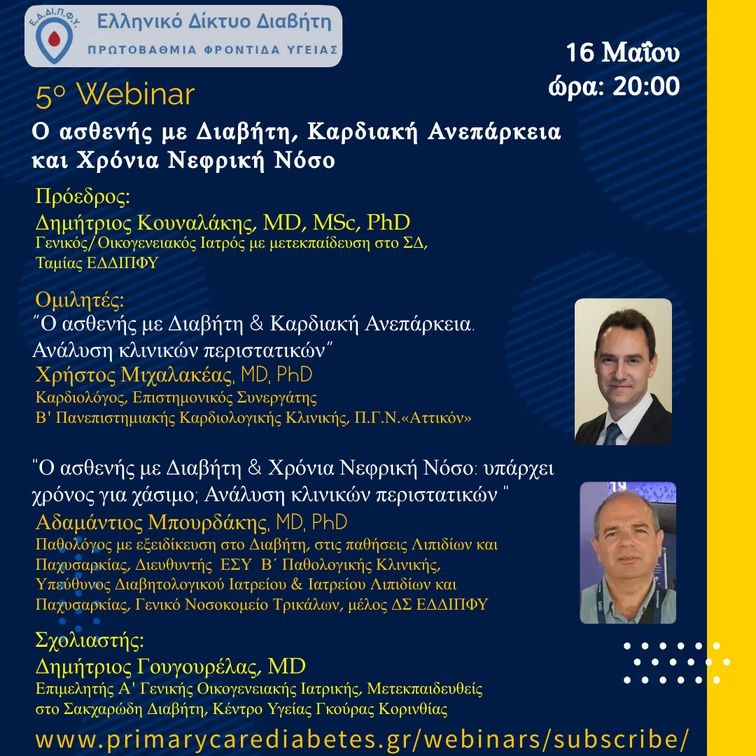 Ε.Δ.ΔΙ.Π.Φ.Υ.
Ελληνικό Δίκτυο Διαβήτη
ΠΡΩΤΟΒΑΘΜΙΑ ΦΡΟΝΤΙΔΑ ΥΓΕΙΑΣ
16 Μαΐου
ώρα: 20:00
5ο Webinar
Ο ασθενής με Διαβήτη, Καρδιακή Ανεπάρκεια
και Χρόνια Νεφρική Νόσο
Πρόεδρος:
Δημήτριος Κουναλάκης, MD, MSc, PhD
Γενικός/Οικογενειακός Ιατρός με μετεκπαίδευση στο ΣΔ,
Ταμίας ΕΔΔΙΠΦΥ
Ομιλητές:
"Ο ασθενής με Διαβήτη & Καρδιακή Ανεπάρκεια.
Ανάλυση κλινικών περιστατικών"
Χρήστος Μιχαλακέας, MD, PhD
Καρδιολόγος, Επιστημονικός Συνεργάτης
Β' Πανεπιστημιακής Καρδιολογικής Κλινικής, Π.Γ.Ν.«Αττικόν»
"Ο ασθενής με Διαβήτη & Χρόνια Νεφρική Νόσο: υπάρχει
χρόνος για χάσιμο; Ανάλυση κλινικών περιστατικών "
Αδαμάντιος Μπουρδάκης, MD, PhD
Παθολόγος με εξειδίκευση στο Διαβήτη, στις παθήσεις Λιπιδίων και
Παχυσαρκίας, Διευθυντής ΕΣΥ Β΄ Παθολογικής Κλινικής,
Υπεύθυνος Διαβητολογικού Ιατρείου & Ιατρείου Λιπιδίων και
Παχυσαρκίας, Γενικό Νοσοκομείο Τρικάλων, μέλος ΔΣ ΕΔΔΙΠΦΥ
Σχολιαστής:
Δημήτριος Γουγουρέλας, MD
Επιμελητής Α' Γενικής Οικογενειακής Ιατρικής, Μετεκπαιδευθείς
στο Σακχαρώδη Διαβήτη, Κέντρο Υγείας Γκούρας Κορινθίας
www.primarycarediabetes.gr/webinars/subscribe/